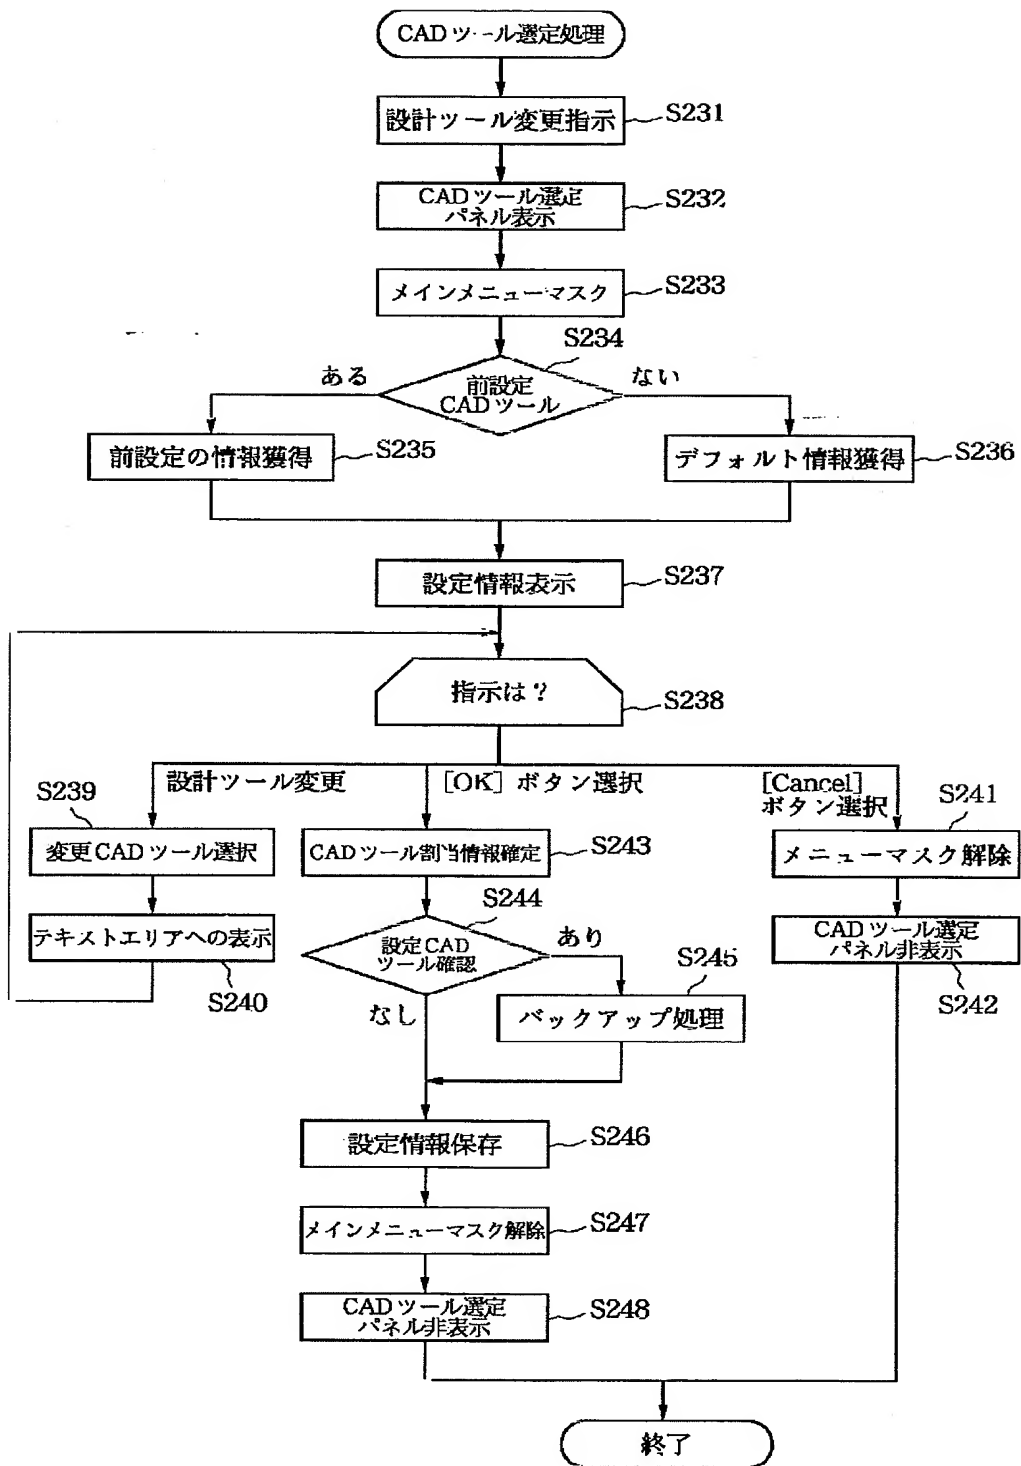 CADツール選定処理
設計ツール変更指示
S231
CADツール選定
パネル表示
S232
メインメニューマスク
S233
S234
前設定
CADツール
ある
ない
前設定の情報獲得
S235
デフォルト情報獲得
S236
設定情報表示
S237
指示は？
S238
設計ツール変更
[OK] ボタン選択
[Cancel]
ボタン選択
S239
変更CADツール選択
テキストエリアへの表示
S240
CADツール割当情報確定
S243
S244
設定CAD
ツール確認
あり
なし
S245
バックアップ処理
S241
メニューマスク解除
CADツール選定
パネル非表示
S242
設定情報保存
S246
メインメニューマスク解除
S247
CADツール選定
パネル非表示
S248
終了